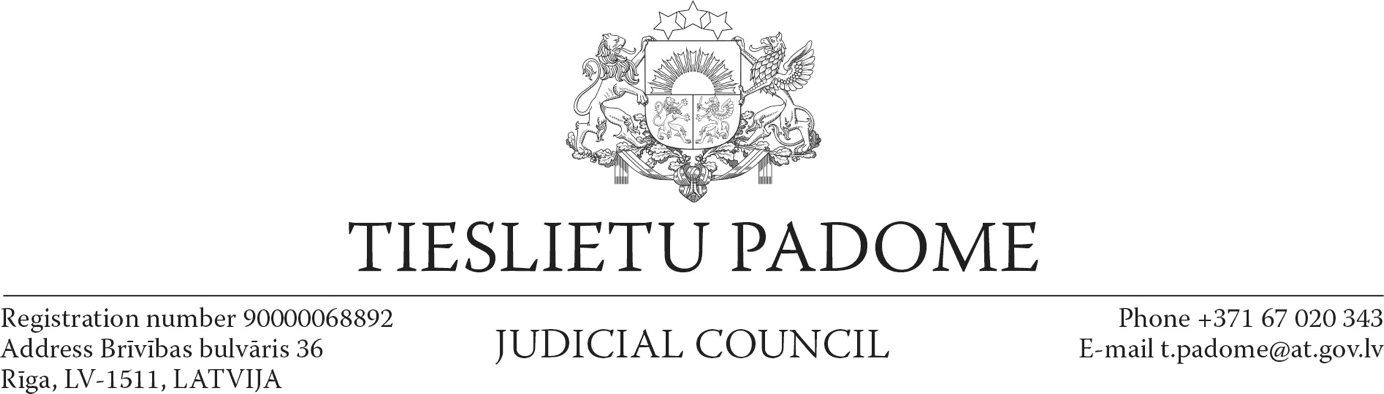 TIESLIETU PADOME
Registration number 90000068892
Address Brīvības bulvāris 36
Rīga, LV-1511, LATVIJA
JUDICIAL COUNCIL
Phone +371 67 020 343
E-mail t.padome@at.gov.lv